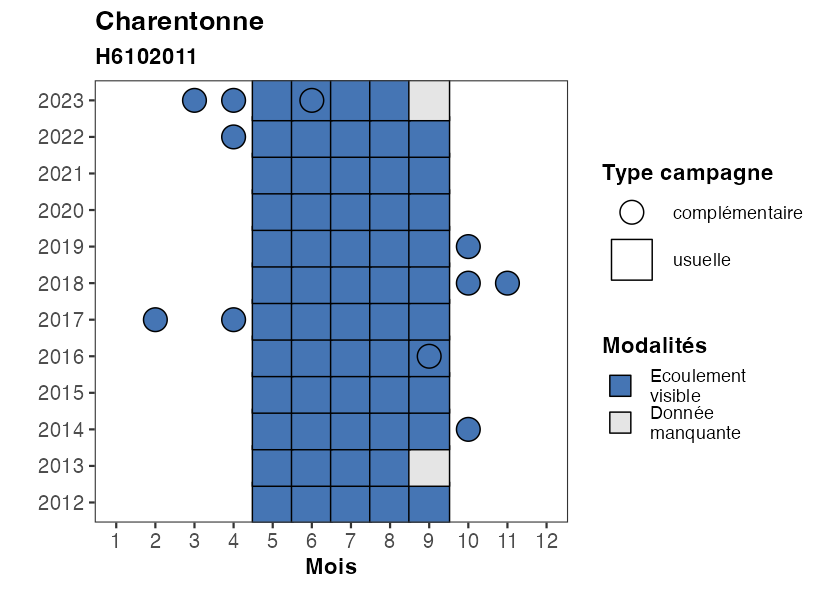 Charentonne
H6102011
2023
2022
2021
2020
2019
2018
2017
2016
2015
2014
2013
2012
1 2 3 4 5 6 7 8 9 10 11 12
Mois
Type campagne
complémentaire
usuelle
Modalités
Ecoulement
visible
Donnée
manquante